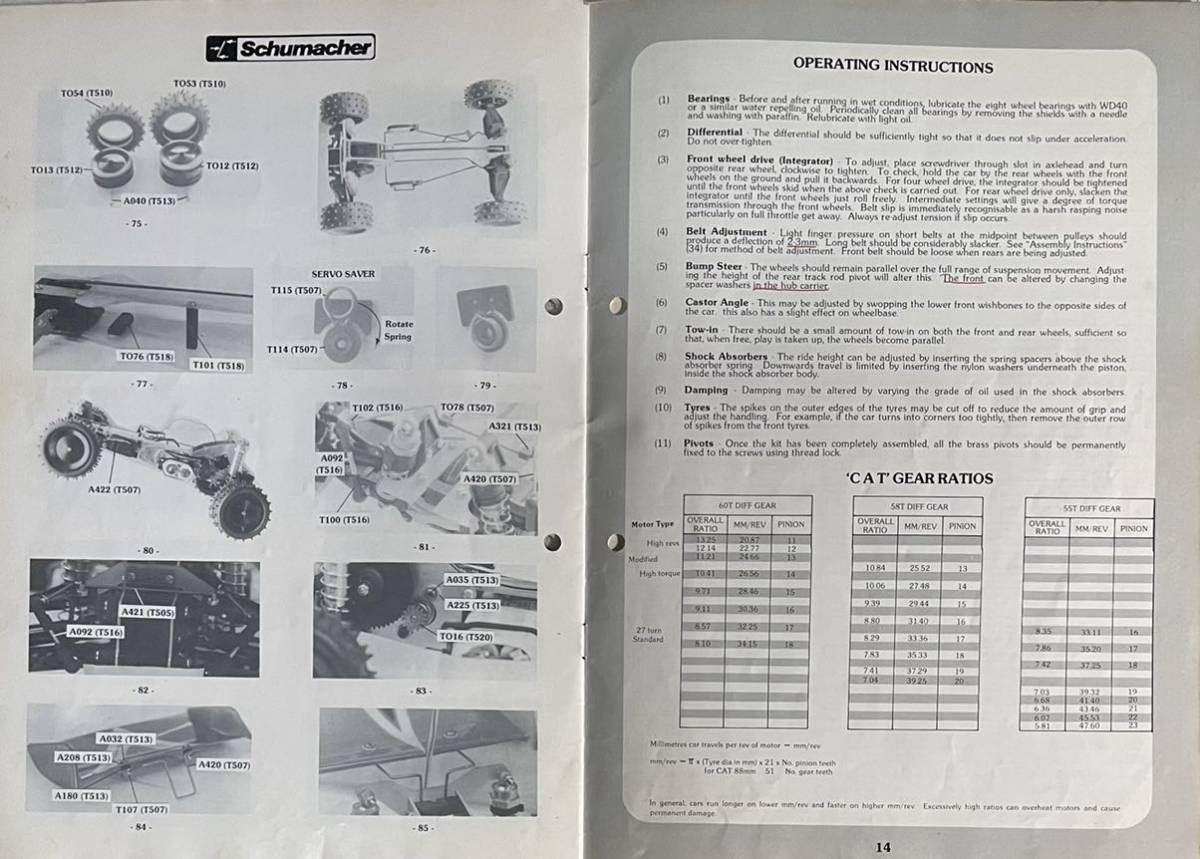 Schumacher
TO54 (T510)
TO53 (T510)
TO13 (T512)
TO12 (T512)
A040 (T513)
- 75 -
- 76 -
SERVO SAVER
T115 (T507)
Rotate
Spring
T114 (T507)
TO76 (T518)
T101 (T518)
- 77 -
- 78 -
- 79 -
A422 (T507)
- 80 -
T102 (T516)
TO78 (T507)
A321 (T513)
A092
(T516)
A420 (T507)
T100 (T516)
- 81 -
A421 (T505)
A092 (T516)
- 82 -
A035 (T513)
A225 (T513)
TO16 (T520)
- 83 -
A032 (T513)
A208 (T513)
A420 (T507)
A180 (T513)
T107 (T507)
- 84 -
- 85 -
OPERATING INSTRUCTIONS
(1) Bearings - Before and after running in wet conditions, lubricate the eight wheel bearings with WD40
or a similar water repelling oil. Periodically clean all bearings by removing the shields with a needle
and washing with paraffin. Relubricate with light oil.
(2) Differential - The differential should be sufficiently tight so that it does not slip under acceleration.
Do not over-tighten.
(3) Front wheel drive (Integrator) - To adjust, place screwdriver through slot in axlehead and turn
opposite rear wheel, clockwise to tighten. To check, hold the car by the rear wheels with the front
wheels on the ground and pull it backwards. For four wheel drive, the integrator should be tightened
until the front wheels skid when the above check is carried out. For rear wheel drive only, slacken the
integrator until the front wheels just roll freely. Intermediate settings will give a degree of torque
transmission through the front wheels. Belt slip is immediately recognisable as a harsh rasping noise
particularly on full throttle get away. Always re-adjust tension if slip occurs.
(4) Belt Adjustment - Light finger pressure on short belts at the midpoint between pulleys should
produce a deflection of 2-3mm. Long belt should be considerably slacker. See "Assembly Instructions"
(34) for method of belt adjustment. Front belt should be loose when rears are being adjusted.
(5) Bump Steer - The wheels should remain parallel over the full range of suspension movement. Adjust-
ing the height of the rear track rod pivot will alter this. The front can be altered by changing the
spacer washers in the hub carrier.
(6) Castor Angle - This may be adjusted by swopping the lower front wishbones to the opposite sides of
the car, this also has a slight effect on wheelbase.
(7) Tow-in - There should be a small amount of tow-in on both the front and rear wheels, sufficient so
that, when free, play is taken up, the wheels become parallel.
(8) Shock Absorbers - The ride height can be adjusted by inserting the spring spacers above the shock
absorber spring. Downwards travel is limited by inserting the nylon washers underneath the piston,
inside the shock absorber body.
(9) Damping - Damping may be altered by varying the grade of oil used in the shock absorbers.
(10) Tyres - The spikes on the outer edges of the tyres may be cut off to reduce the amount of grip and
adjust the handling. For example, if the car turns into corners too tightly, then remove the outer row
of spikes from the front tyres.
(11) Pivots - Once the kit has been completely assembled, all the brass pivots should be permanently
fixed to the screws using thread lock.
'C A T' GEAR RATIOS
60T DIFF GEAR
Motor Type OVERALL RATIO MM/REV PINION
High revs 13.25 20.87 11
12.14 22.77 12
Modified 11.21 24.66 13
High torque 10.41 26.56 14
9.71 28.46 15
9.11 30.36 16
27 turn 8.57 32.25 17
Standard 8.10 34.15 18
58T DIFF GEAR
OVERALL RATIO MM/REV PINION
10.84 25.52 13
10.06 27.48 14
9.39 29.44 15
8.80 31.40 16
8.29 33.36 17
7.83 35.33 18
7.41 37.29 19
7.04 39.25 20
55T DIFF GEAR
OVERALL RATIO MM/REV PINION
8.35 33.11 16
7.86 35.20 17
7.42 37.25 18
7.03 39.32 19
6.68 41.40 20
6.36 43.46 21
6.07 45.53 22
5.81 47.60 23
Millimetres car travels per rev of motor = mm/rev
mm/rev = π x (Tyre dia in mm) x 21 x No. pinion teeth
for CAT 88mm 51 No. gear teeth
In general, cars run longer on lower mm/rev and faster on higher mm/rev. Excessively high ratios can overheat motors and cause
permanent damage.
14